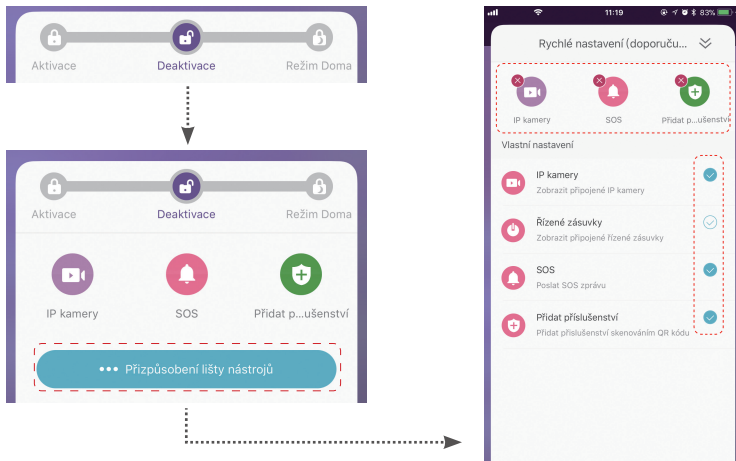 Aktivace
Deaktivace
Režim Doma
Aktivace
Deaktivace
Režim Doma
IP kamery
SOS
Přidat p...ušenství
••• Přizpůsobení lišty nástrojů
11:19
83%
Rychlé nastavení (doporuču...
IP kamery
SOS
Přidat p...ušenství
Vlastní nastavení
IP kamery
Zobrazit připojené IP kamery
Řízené zásuvky
Zobrazit připojené řízené zásuvky
SOS
Poslat SOS zprávu
Přidat příslušenství
Přidat příslušenství skenováním QR kódu